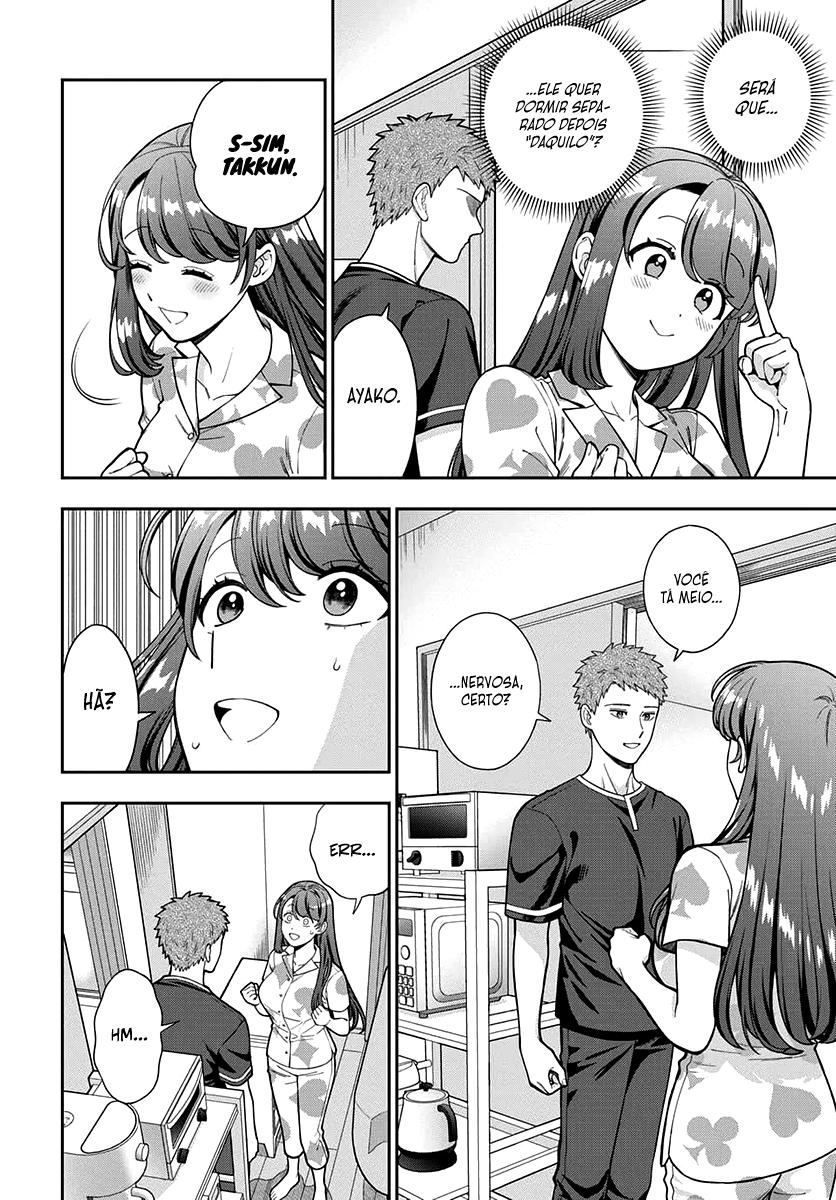 SERÁ
QUE...
...ELE QUER
DORMIR SEPA-
RADO DEPOIS
"DAQUILO"?
AYAKO.
S-SIM,
TAKKUN.
VOCÊ
TÁ MEIO...
...NERVOSA,
CERTO?
HÃ?
ERR...
HM...